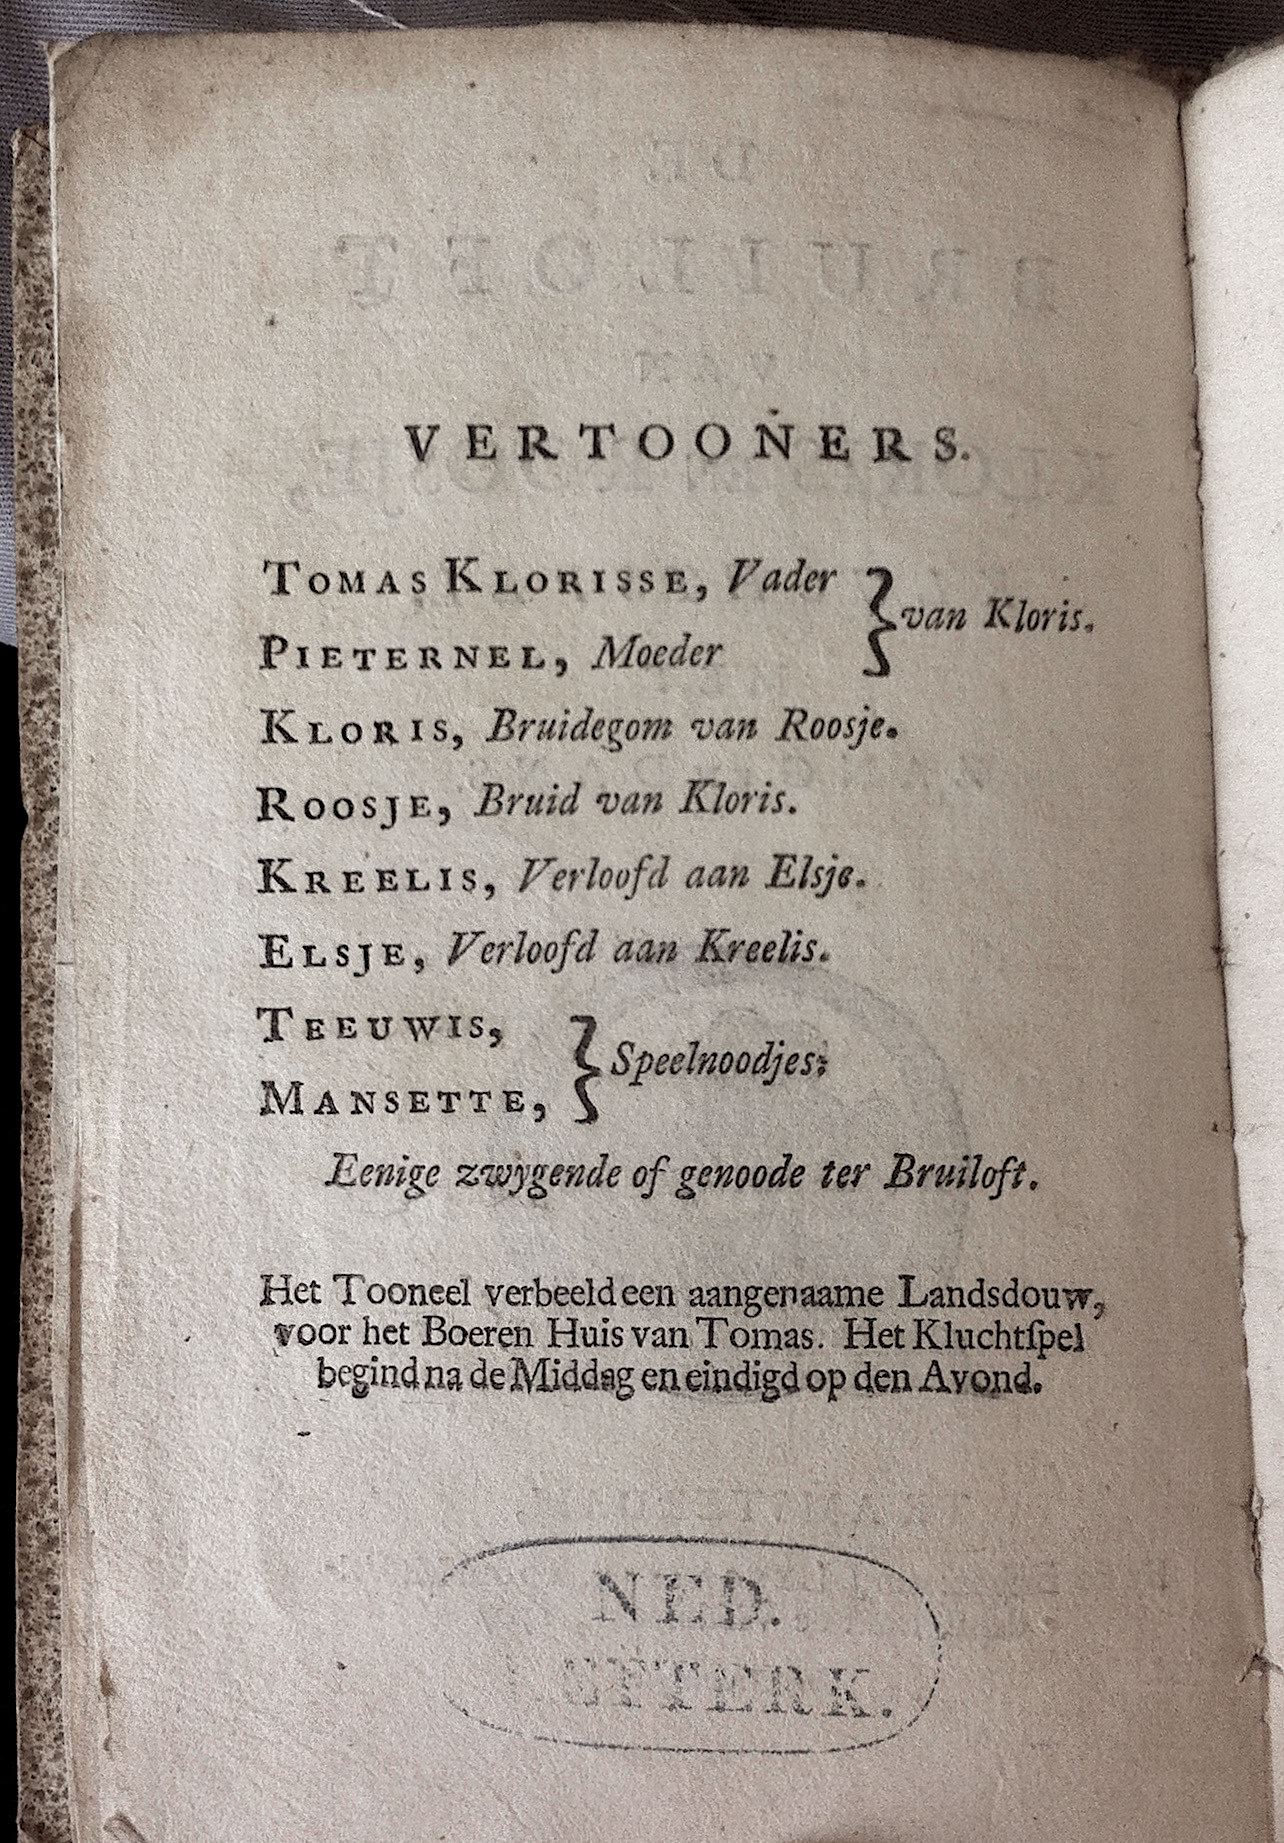 VERTOONERS.
TOMAS KLORISSE, Vader
van Kloris.
PIETERNEL, Moeder
KLORIS, Bruidegom van Roosje.
ROOSJE, Bruid van Kloris.
KREELIS, Verloofd aan Elsje.
ELSJE, Verloofd aan Kreelis.
TEEUWIS,
Speelnoodjes.
MANSETTE,
Eenige zwygende of genoode ter Bruiloft.
Het Tooneel verbeeld een aangenaame Landsdouw,
voor het Boeren Huis van Tomas. Het Kluchtſpel
begind na de Middag en eindigd op den Avond.
NED.
LETTERK.